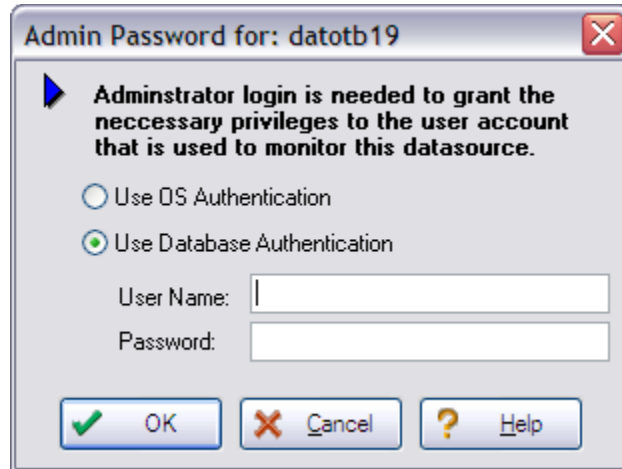 Admin Password for: datotb19
Adminstrator login is needed to grant the
neccessary privileges to the user account
that is used to monitor this datasource.
Use OS Authentication
Use Database Authentication
User Name:
Password:
OK
Cancel
? Help